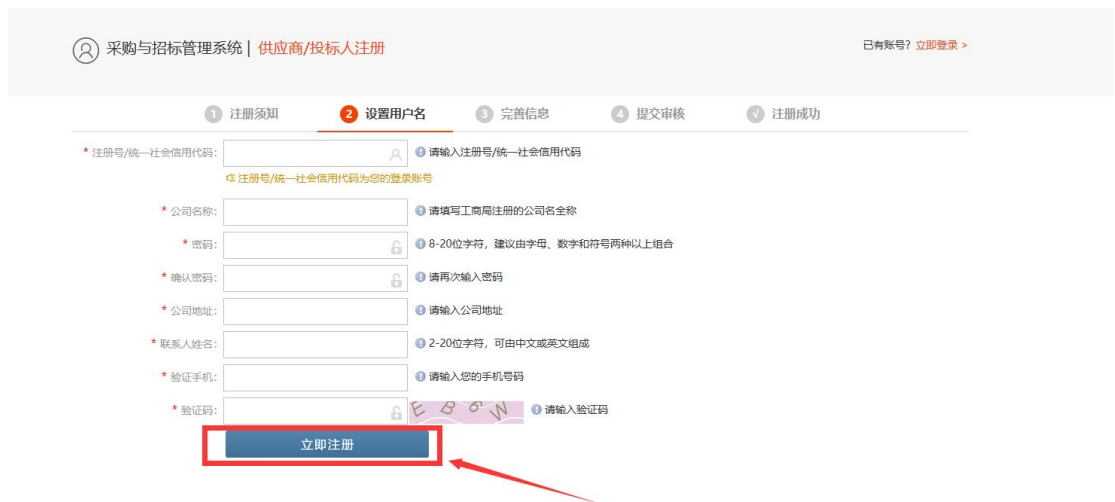 采购与招标管理系统 | 供应商/投标人注册
已有账号？立即登录 >
1 注册须知 2 设置用户名 3 完善信息 4 提交审核 √ 注册成功
* 注册号/统一社会信用代码: 请输入注册号/统一社会信用代码
注册号/统一社会信用代码为您的登录账号
* 公司名称: 请填写工商局注册的公司名全称
* 密码: 8-20位字符，建议由字母、数字和符号两种以上组合
* 确认密码: 请再次输入密码
* 公司地址: 请输入公司地址
* 联系人姓名: 2-20位字符，可由中文或英文组成
* 验证手机: 请输入您的手机号码
* 验证码: E B 6 W 请输入验证码
立即注册